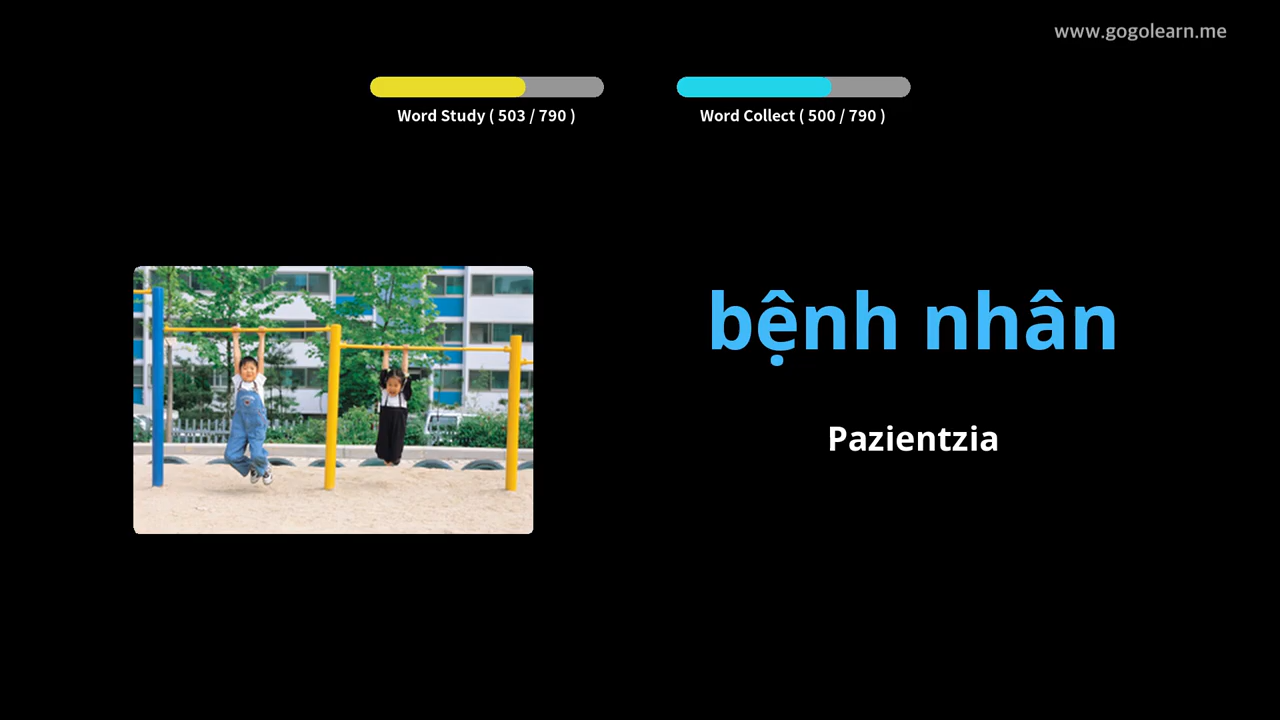 www.gogolearn.me
Word Study ( 503 / 790 )
Word Collect ( 500 / 790 )
bệnh nhân
Pazientzia